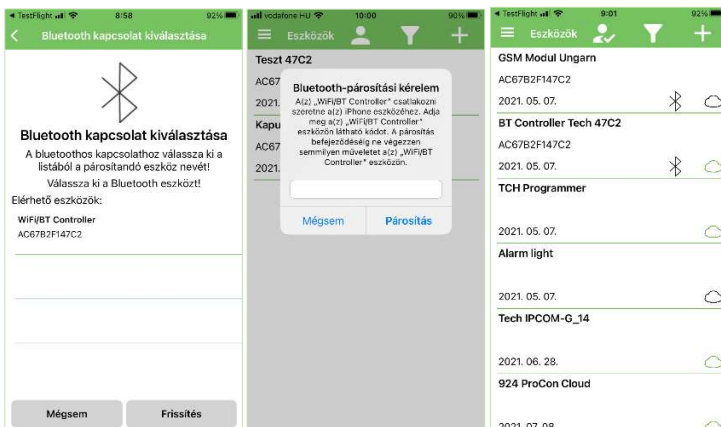 TestFlight
8:58
92%
Bluetooth kapcsolat kiválasztása
Bluetooth kapcsolat kiválasztása
A bluetoothos kapcsolathoz válassza ki a
listából a párosítandó eszköz nevét!
Válassza ki a Bluetooth eszközt!
Elérhető eszközök:
WiFi/BT Controller
AC67B2F147C2
Mégsem
Frissítés
vodafone HU
10:00
90%
Eszközök
Teszt 47C2
AC67
2021.
Kapu
AC67
2021.
Bluetooth-párosítási kérelem
A(z) „WiFi/BT Controller" csatlakozni
szeretne a(z) iPhone eszközéhez. Adja
meg a(z) „WiFi/BT Controller"
eszközön látható kódot. A párosítás
befejeződéséig ne végezzen
semmilyen műveletet a(z) „WiFi/BT
Controller" eszközön.
Mégsem
Párosítás
TestFlight
9:01
92%
Eszközök
GSM Modul Ungarn
AC67B2F147C2
2021. 05. 07.
BT Controller Tech 47C2
AC67B2F147C2
2021. 05. 07.
TCH Programmer
2021. 05. 07.
Alarm light
2021. 05. 07.
Tech IPCOM-G_14
2021. 06. 28.
924 ProCon Cloud
2021. 07. 08.